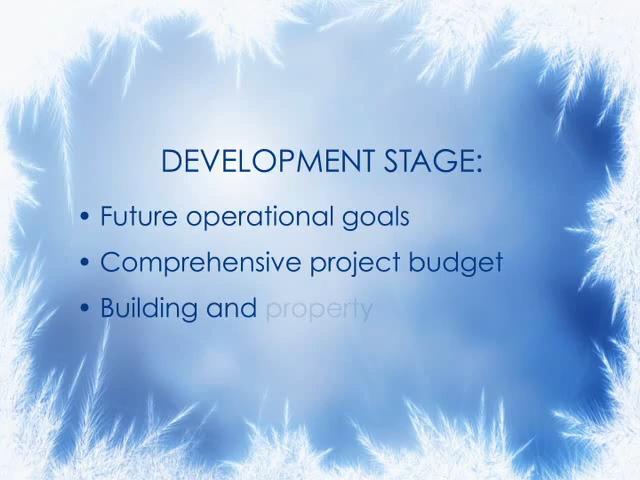 DEVELOPMENT STAGE:
• Future operational goals
• Comprehensive project budget
• Building and property